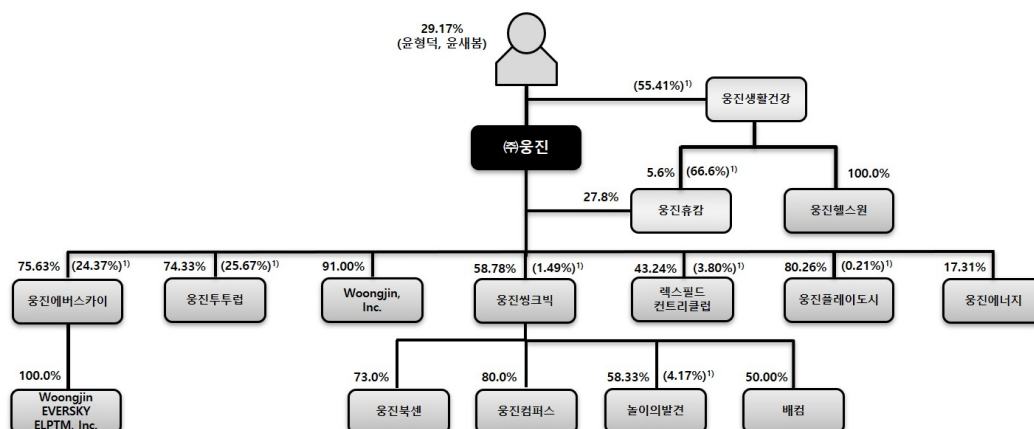 29.17%
(윤형덕, 윤새봄)
(55.41%)1)
웅진생활건강
㈜웅진
5.6% (66.6%)1)
100.0%
27.8%
웅진휴캄
웅진헬스원
75.63% (24.37%)1)
74.33% (25.67%)1)
91.00%
58.78% (1.49%)1)
43.24% (3.80%)1)
80.26% (0.21%)1)
17.31%
웅진에버스카이
웅진투투럽
Woongjin,
Inc.
웅진씽크빅
렉스필드
컨트리클럽
웅진플레이도시
웅진에너지
100.0%
73.0%
80.0%
58.33% (4.17%)1)
50.00%
Woongjin
EVERSKY
ELPTM, Inc.
웅진북센
웅진컴퍼스
놀이의발견
배컴